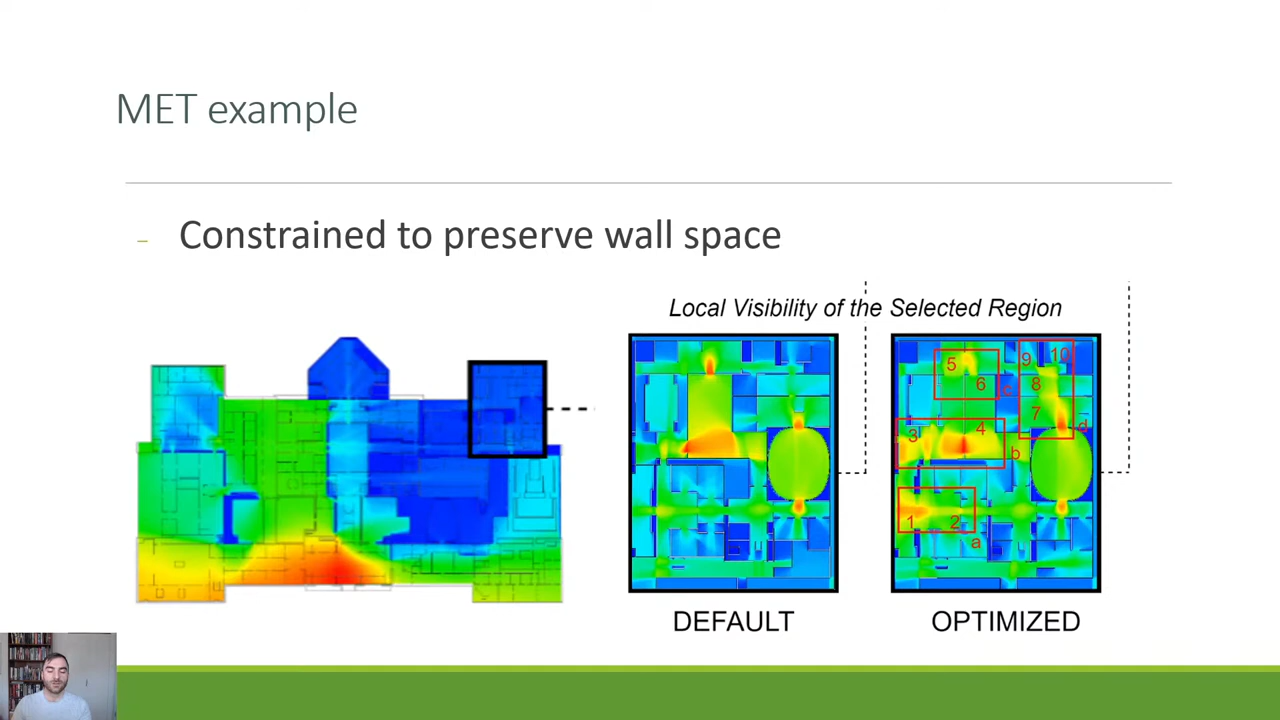 MET example
– Constrained to preserve wall space
Local Visibility of the Selected Region
5
6
c
9
10
8
7
d
3
4
b
1
2
a
DEFAULT
OPTIMIZED